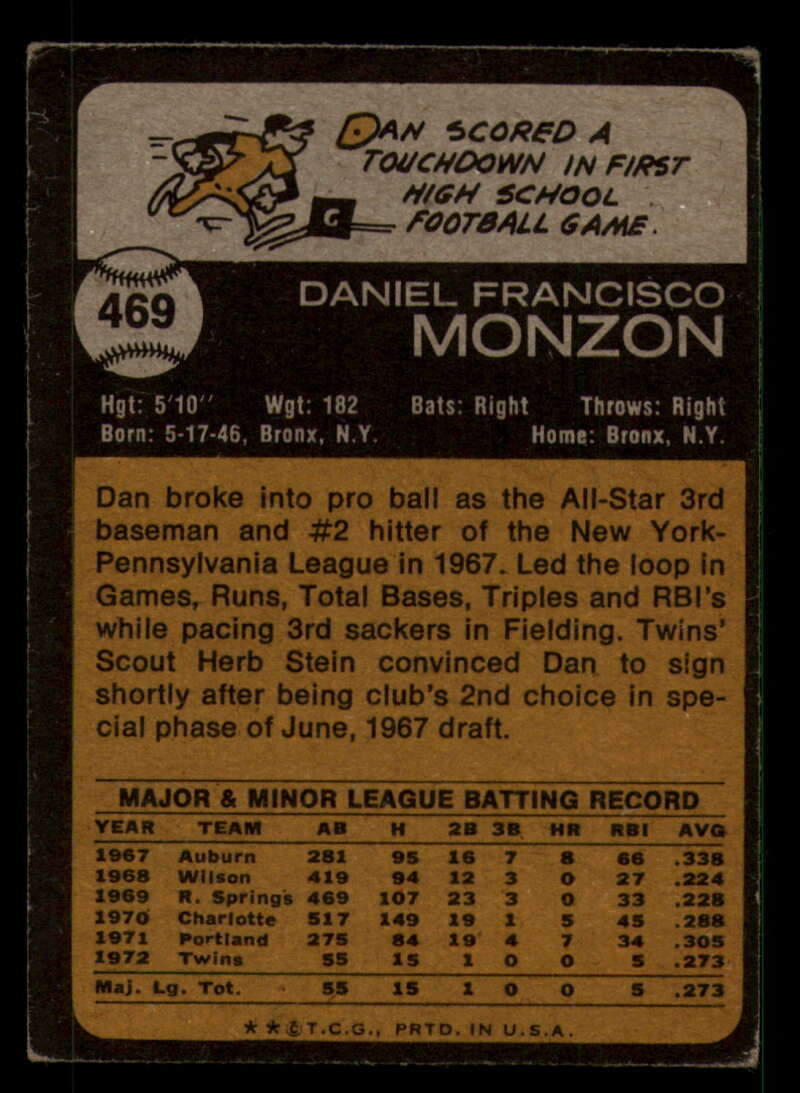 DAN SCORED A
TOUCHDOWN IN FIRST
HIGH SCHOOL
FOOTBALL GAME.
G
469
DANIEL FRANCISCO
MONZON
Hgt: 5'10" Wgt: 182 Bats: Right Throws: Right
Born: 5-17-46, Bronx, N.Y. Home: Bronx, N.Y.
Dan broke into pro ball as the All-Star 3rd
baseman and #2 hitter of the New York-
Pennsylvania League in 1967. Led the loop in
Games, Runs, Total Bases, Triples and RBI's
while pacing 3rd sackers in Fielding. Twins'
Scout Herb Stein convinced Dan to sign
shortly after being club's 2nd choice in spe-
cial phase of June, 1967 draft.
MAJOR & MINOR LEAGUE BATTING RECORD
YEAR TEAM AB H 2B 3B HR RBI AVG
1967 Auburn 281 95 16 7 8 66 .338
1968 Wilson 419 94 12 3 0 27 .224
1969 R. Springs 469 107 23 3 0 33 .228
1970 Charlotte 517 149 19 1 5 45 .288
1971 Portland 275 84 19 4 7 34 .305
1972 Twins 55 15 1 0 0 5 .273
Maj. Lg. Tot. 55 15 1 0 0 5 .273
★★©T.C.G., PRTD. IN U.S.A.